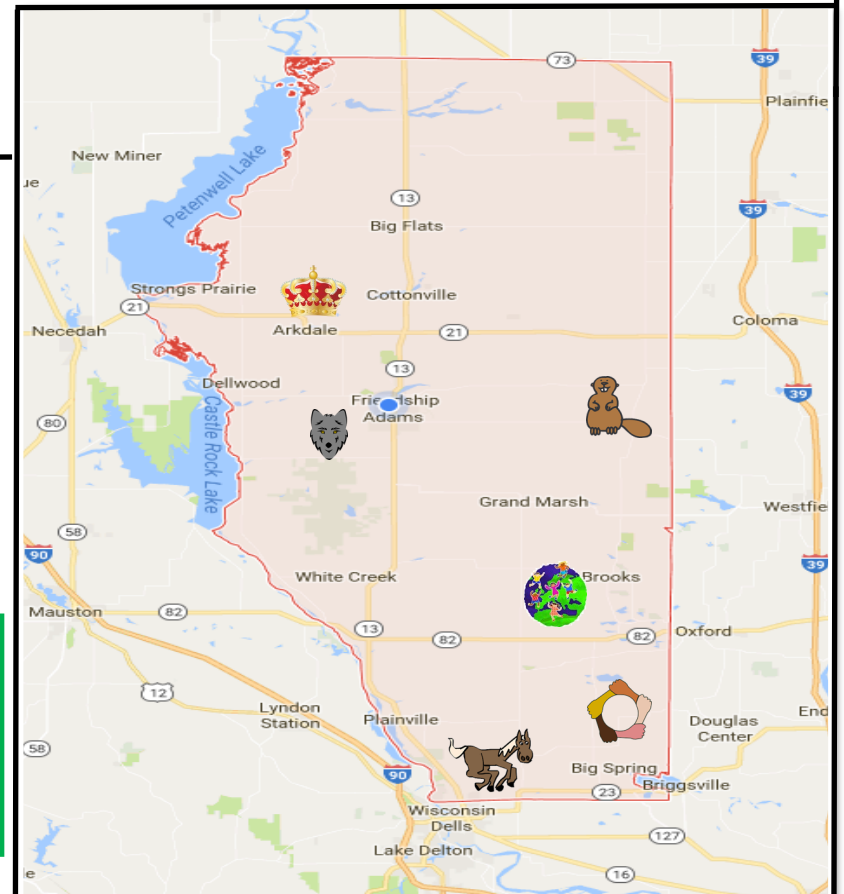 73
39
Plainfie
New Miner
ue
Petenwell Lake
13
39
Big Flats
Strongs Prairie
Cottonville
21
Necedah
Arkdale
21
Coloma
13
Dellwood
39
Friendship
Adams
80
Castle Rock Lake
Grand Marsh
Westfie
58
90
39
White Creek
Brooks
Mauston
82
13
82
82
Oxford
12
Lyndon
Station
Plainville
End
Douglas
Center
58
90
Big Spring
Briggsville
23
Wisconsin
Dells
127
Lake Delton
16
le